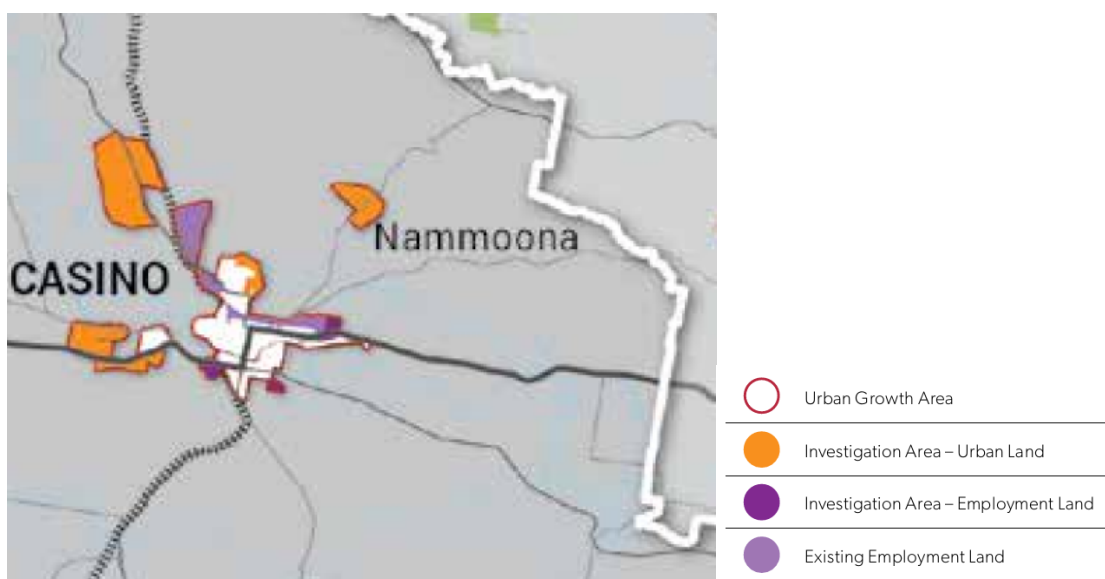 Nammoona
CASINO
Urban Growth Area
Investigation Area – Urban Land
Investigation Area – Employment Land
Existing Employment Land